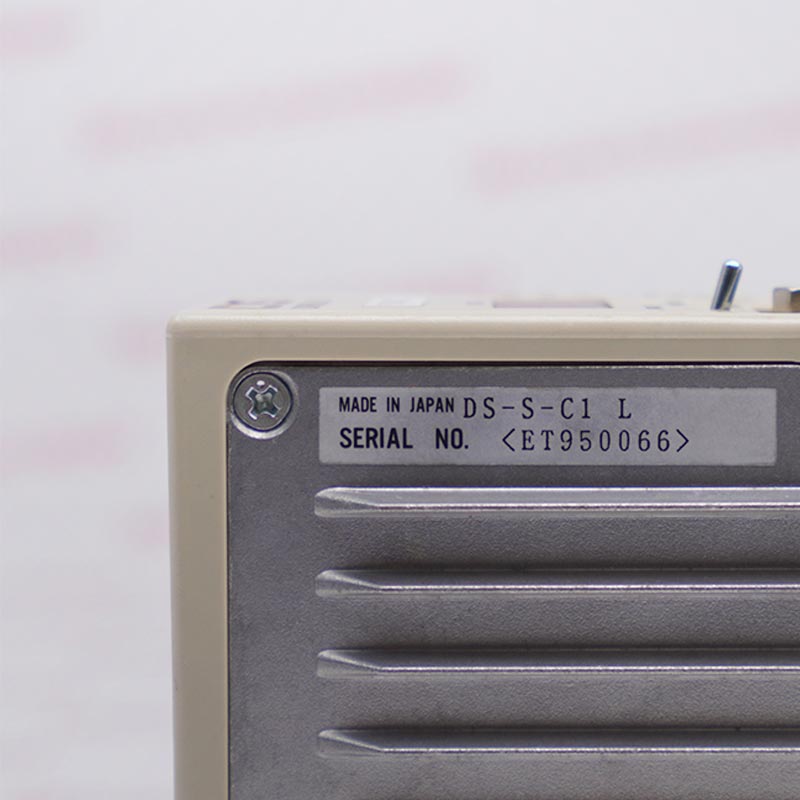 MADE IN JAPAN DS-S-C1 L
SERIAL NO. <ET950066>